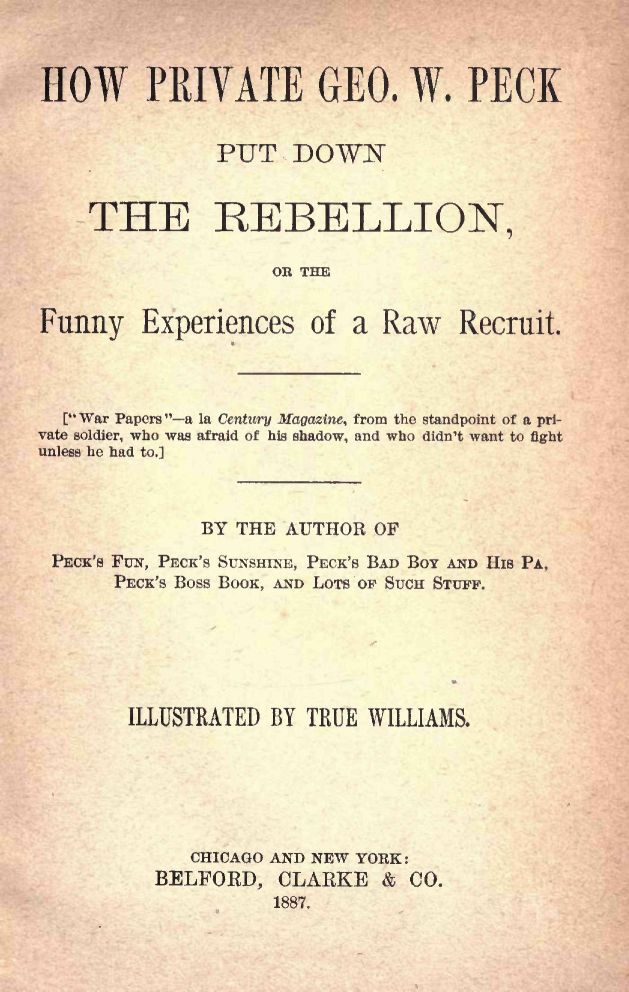 HOW PRIVATE GEO. W. PECK
PUT DOWN
THE REBELLION,
OR THE
Funny Experiences of a Raw Recruit.
["War Papers"—a la Century Magazine, from the standpoint of a pri-
vate soldier, who was afraid of his shadow, and who didn't want to fight
unless he had to.]
BY THE AUTHOR OF
PECK'S FUN, PECK'S SUNSHINE, PECK'S BAD BOY AND HIS PA,
PECK'S BOSS BOOK, AND LOTS OF SUCH STUFF.
ILLUSTRATED BY TRUE WILLIAMS.
CHICAGO AND NEW YORK:
BELFORD, CLARKE & CO.
1887.